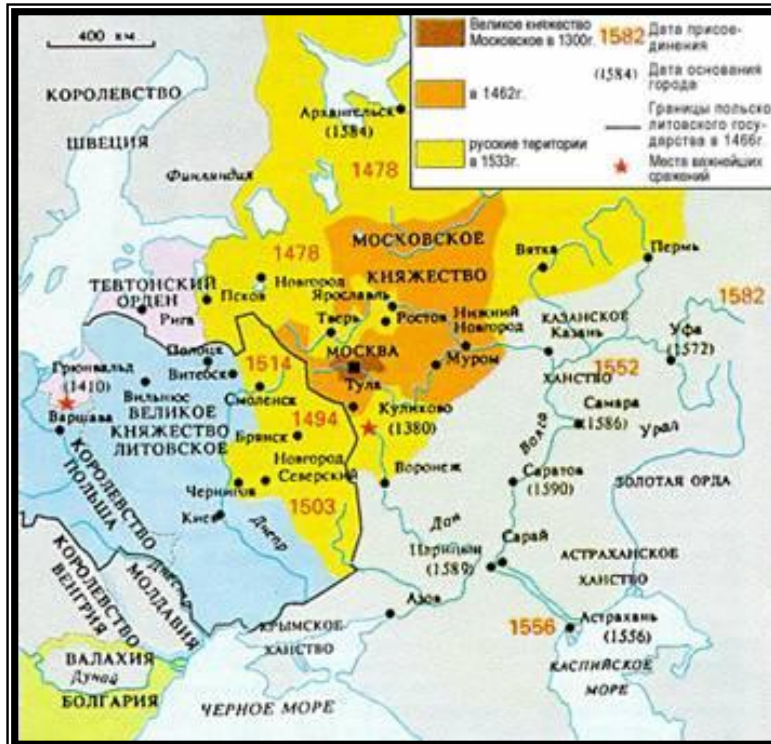 400 км
Великое княжество
Московское в 1300г.
в 1462г.
русские територии
в 1533г.
1582 Дата присое-
динения
(1584) Дата основания
города
Границы польско
литовского госу-
дарства в 1466г.
Места важнейших
сражений
КОРОЛЕВСТВО
ШВЕЦИЯ
Финляндия
Архангельск
(1584)
1478
1478
МОСКОВСКОЕ
КНЯЖЕСТВО
Вятка
Пермь
ТЕВТОНСКИЙ
ОРДЕН
Рига
Псков
Новгород
Ярославль
Тверь
Ростов
Нижний
Новгород
КАЗАНСКОЕ
Казань
ХАНСТВО
1552
1582
Уфа
(1572)
Полоцк
Витебск
1514
МОСКВА
Муром
Грюнвальд
(1410)
Вильнюс
Смоленск
Тула
1494
Куликово
(1380)
Самара
(1586)
Урал
Волга
Варшава
ВЕЛИКОЕ
КНЯЖЕСТВО
ЛИТОВСКОЕ
Брянск
Новгород
Северский
Воронеж
Саратов
(1590)
ЗОЛОТАЯ ОРДА
КОРОЛЕВСТВО
ПОЛЬША
Чернигов
1503
Киев
Днепр
Дон
Царицын
(1589)
Сарай
АСТРАХАНСКОЕ
ХАНСТВО
КОРОЛЕВСТВО
ВЕНГРИЯ
МОЛДАВИЯ
Азов
КРЫМСКОЕ
ХАНСТВО
1556
Астрахань
(1556)
ВАЛАХИЯ
Дунай
БОЛГАРИЯ
ЧЕРНОЕ МОРЕ
КАСПИЙСКОЕ
МОРЕ